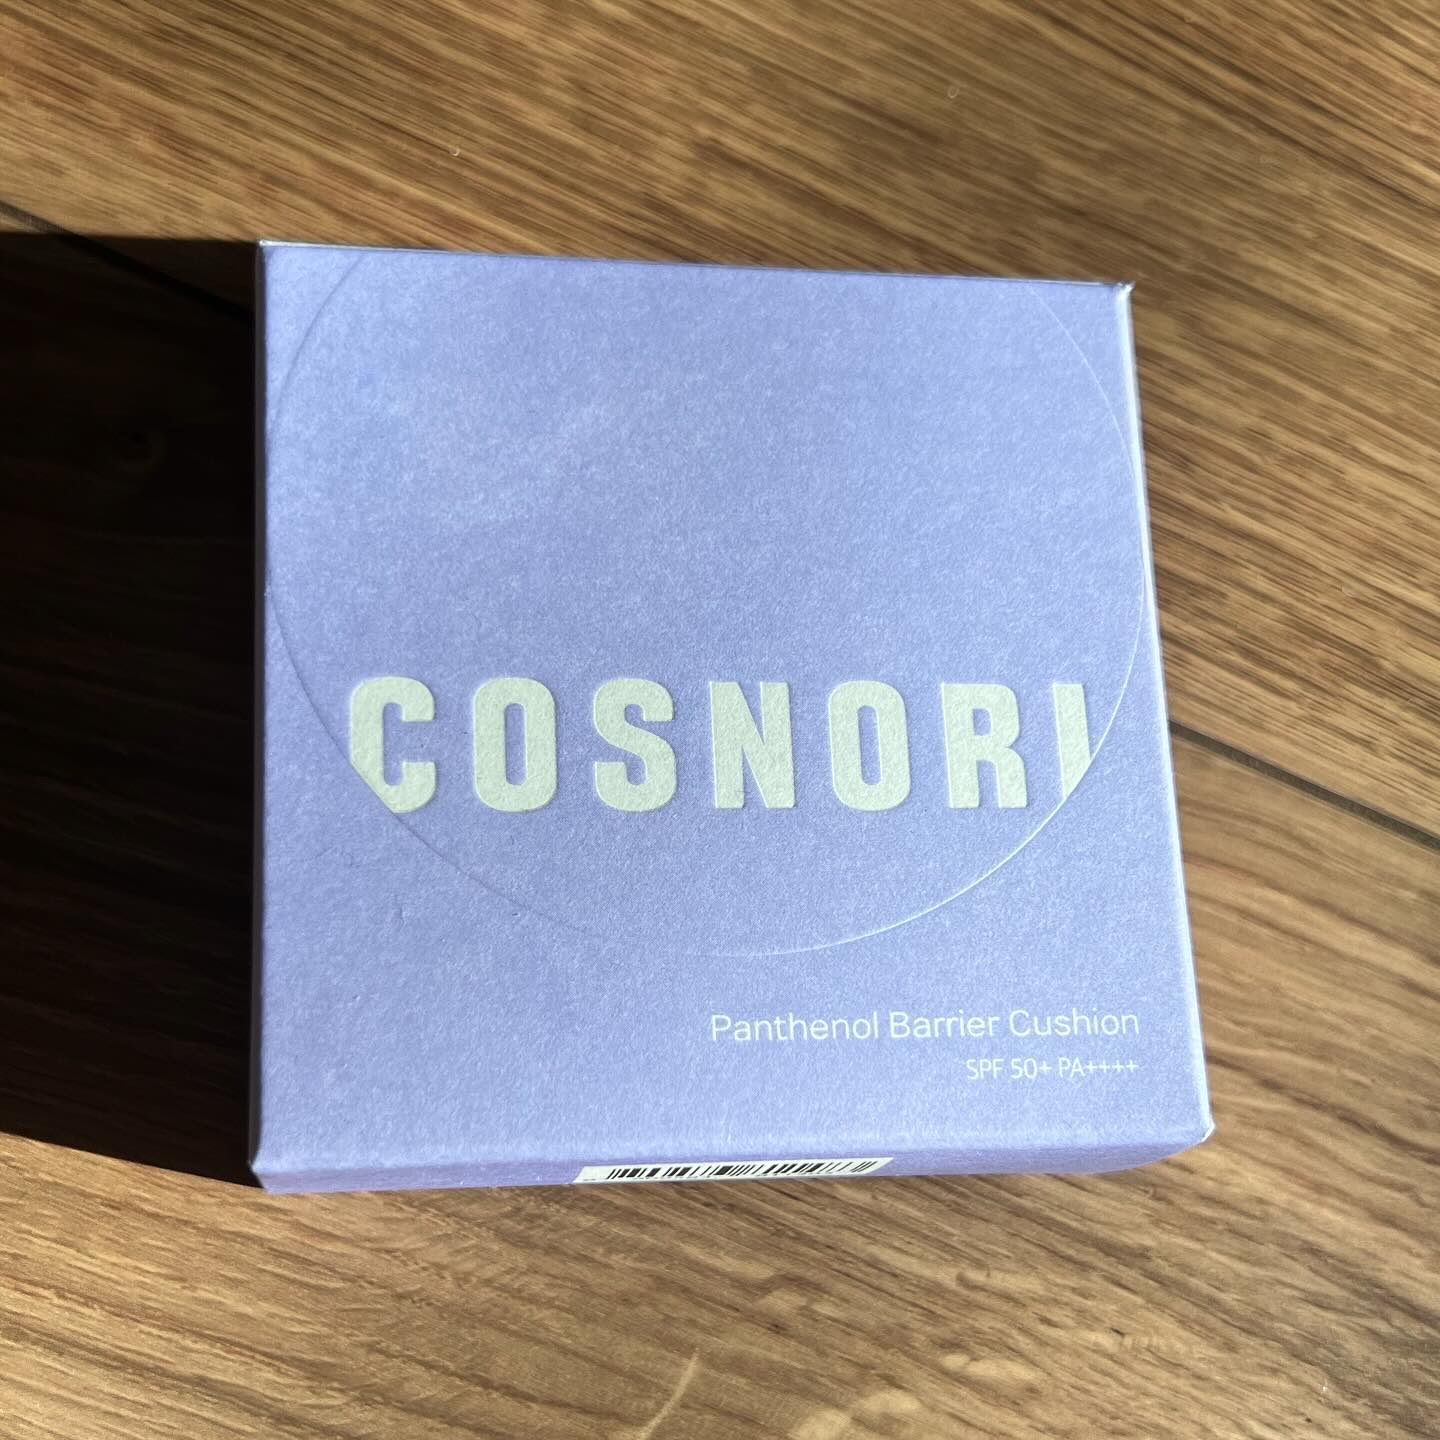 COSNORI
Panthenol Barrier Cushion
SPF 50+ PA++++